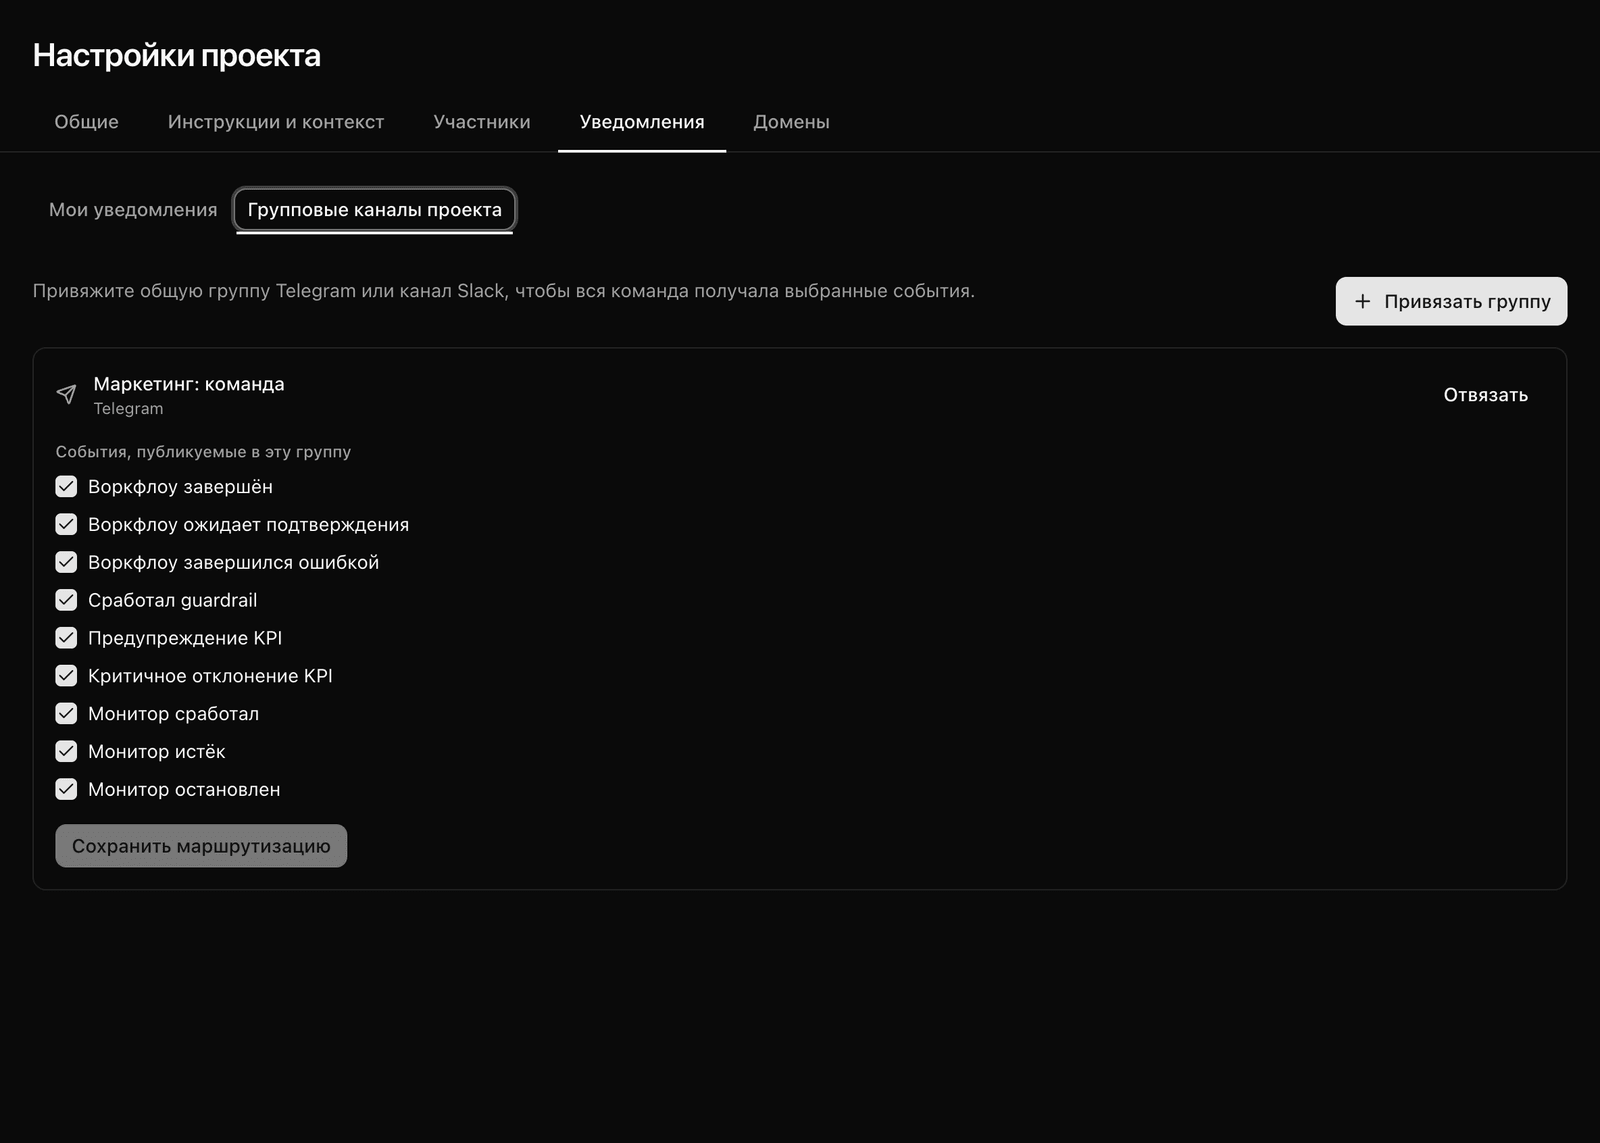 Настройки проекта
Общие
Инструкции и контекст
Участники
Уведомления
Домены
Мои уведомления
Групповые каналы проекта
Привяжите общую группу Telegram или канал Slack, чтобы вся команда получала выбранные события.
Привязать группу
Маркетинг: команда
Telegram
Отвязать
События, публикуемые в эту группу
Воркфлоу завершён
Воркфлоу ожидает подтверждения
Воркфлоу завершился ошибкой
Сработал guardrail
Предупреждение KPI
Критичное отклонение KPI
Монитор сработал
Монитор истёк
Монитор остановлен
Сохранить маршрутизацию